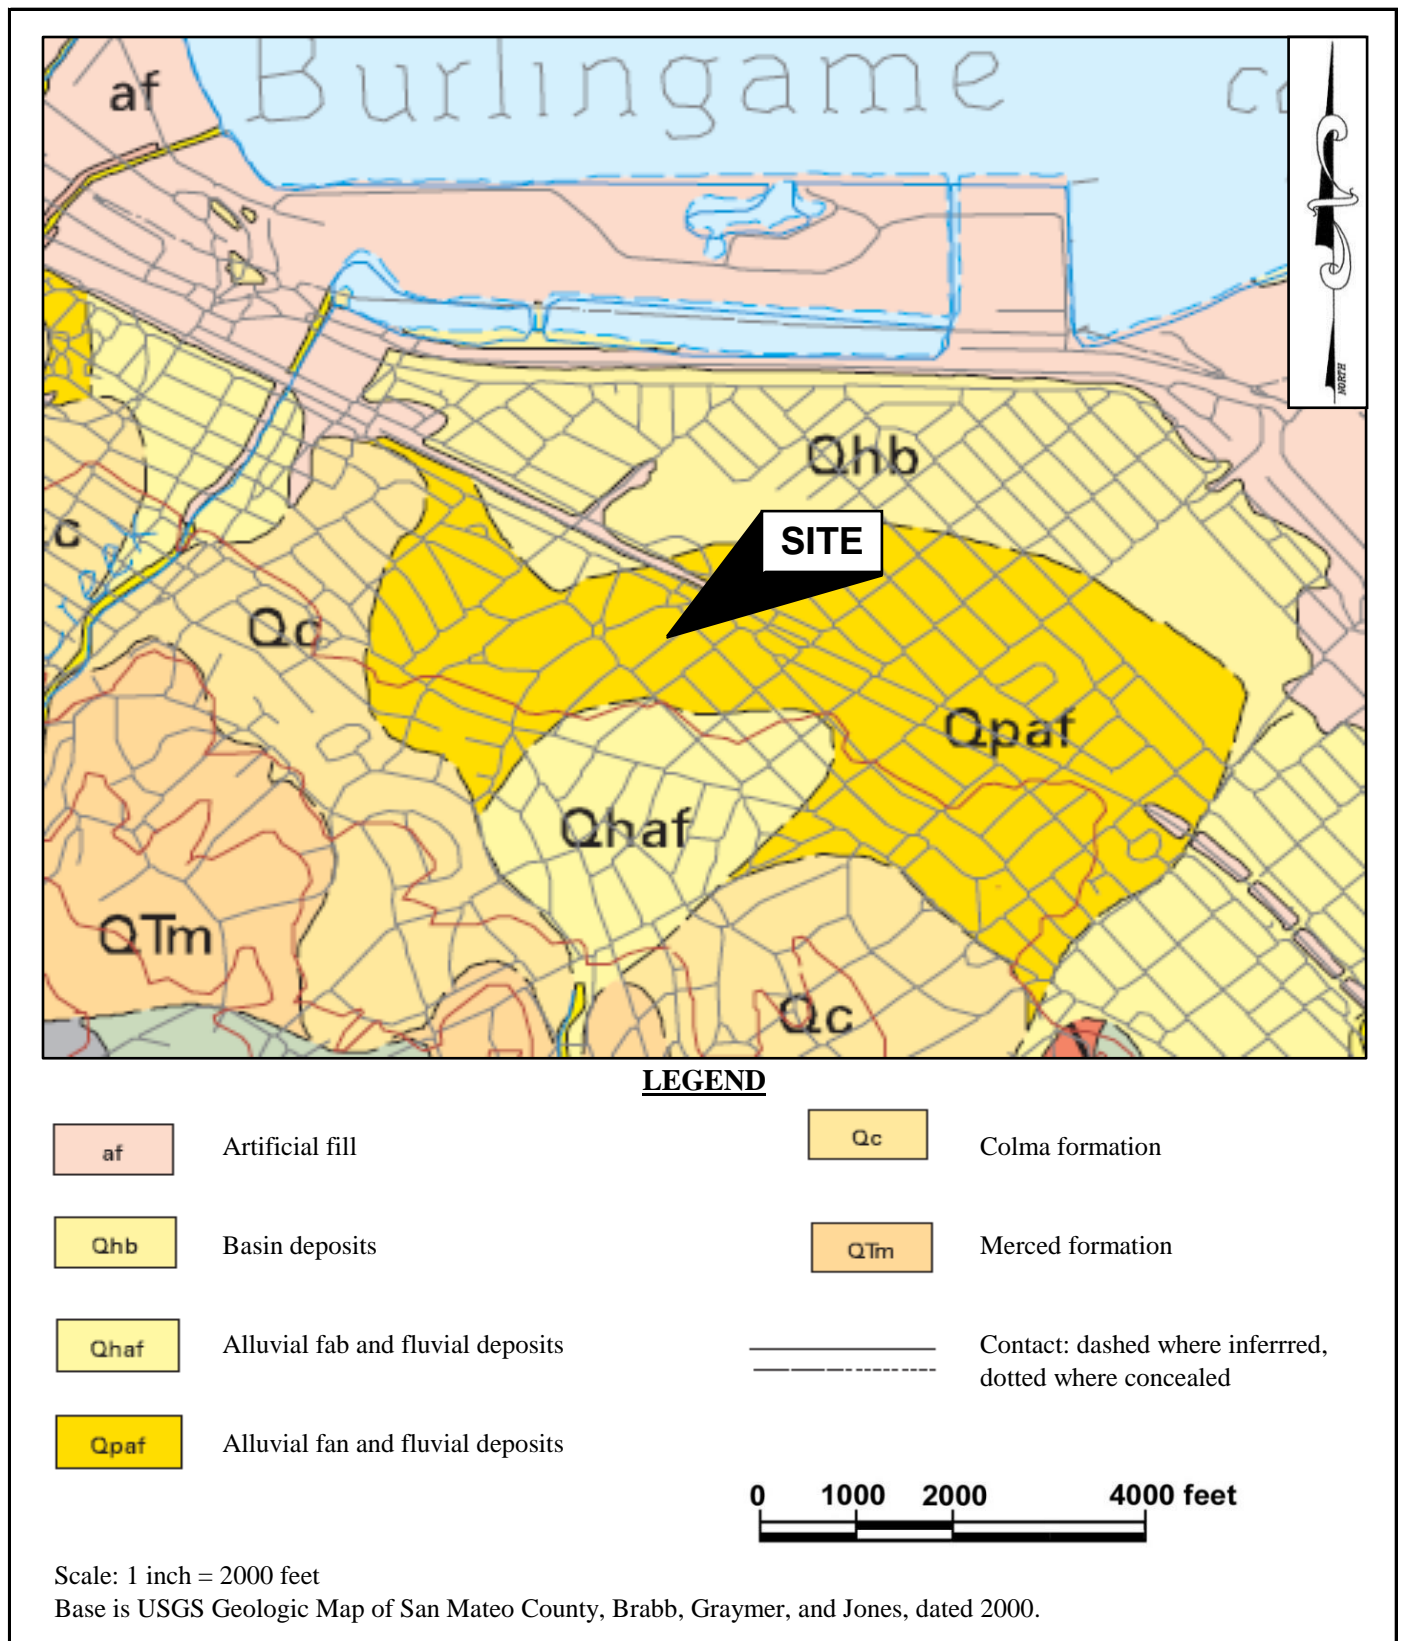 Burlingame
af
NORTH
Qhb
SITE
c
Qc
Qpaf
Qhaf
QTm
Qc
LEGEND
af Artificial fill
Qc Colma formation
Qhb Basin deposits
QTm Merced formation
Qhaf Alluvial fab and fluvial deposits
Contact: dashed where inferrred,
dotted where concealed
Qpaf Alluvial fan and fluvial deposits
0 1000 2000 4000 feet
Scale: 1 inch = 2000 feet
Base is USGS Geologic Map of San Mateo County, Brabb, Graymer, and Jones, dated 2000.